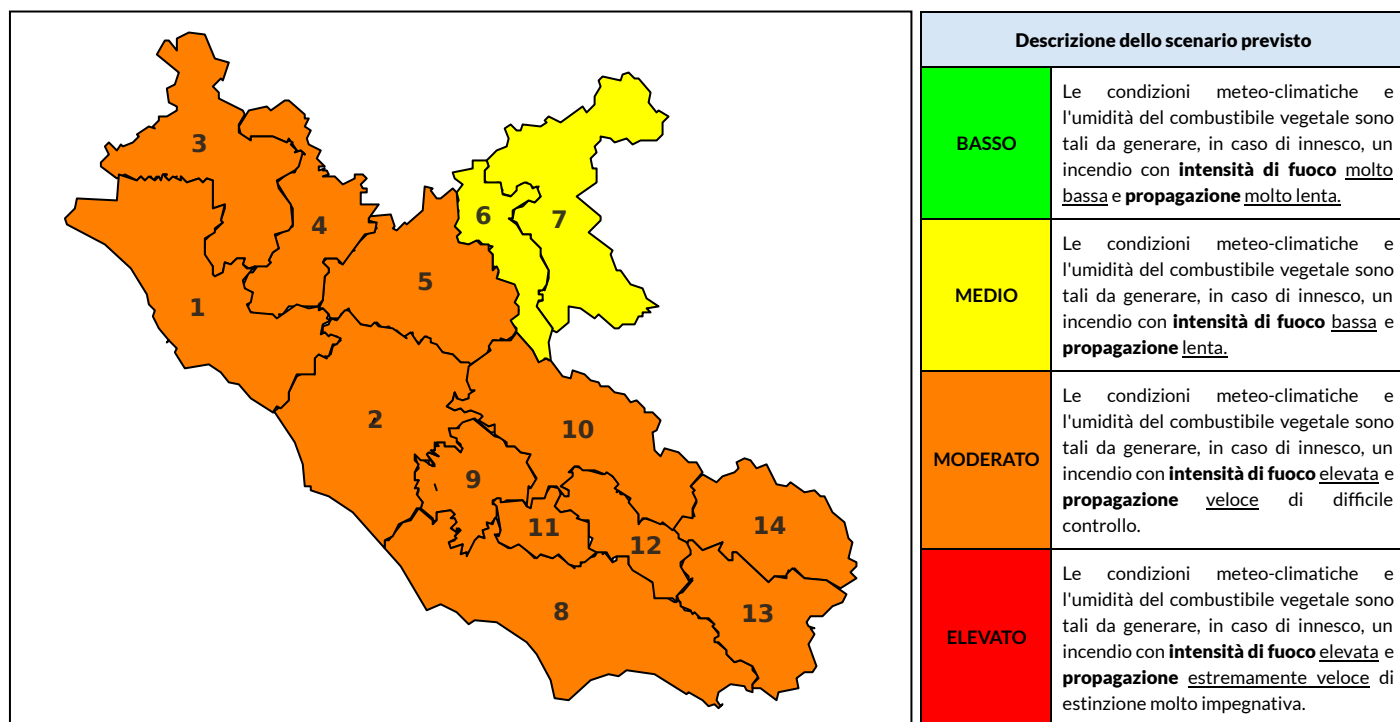 3
4
6
7
5
1
2
10
9
11
12
14
8
13
Descrizione dello scenario previsto
BASSO
Le condizioni meteo-climatiche e
l'umidità del combustibile vegetale sono
tali da generare, in caso di innesco, un
incendio con intensità di fuoco molto
bassa e propagazione molto lenta.
MEDIO
Le condizioni meteo-climatiche e
l'umidità del combustibile vegetale sono
tali da generare, in caso di innesco, un
incendio con intensità di fuoco bassa e
propagazione lenta.
MODERATO
Le condizioni meteo-climatiche e
l'umidità del combustibile vegetale sono
tali da generare, in caso di innesco, un
incendio con intensità di fuoco elevata e
propagazione veloce di difficile
controllo.
ELEVATO
Le condizioni meteo-climatiche e
l'umidità del combustibile vegetale sono
tali da generare, in caso di innesco, un
incendio con intensità di fuoco elevata e
propagazione estremamente veloce di
estinzione molto impegnativa.